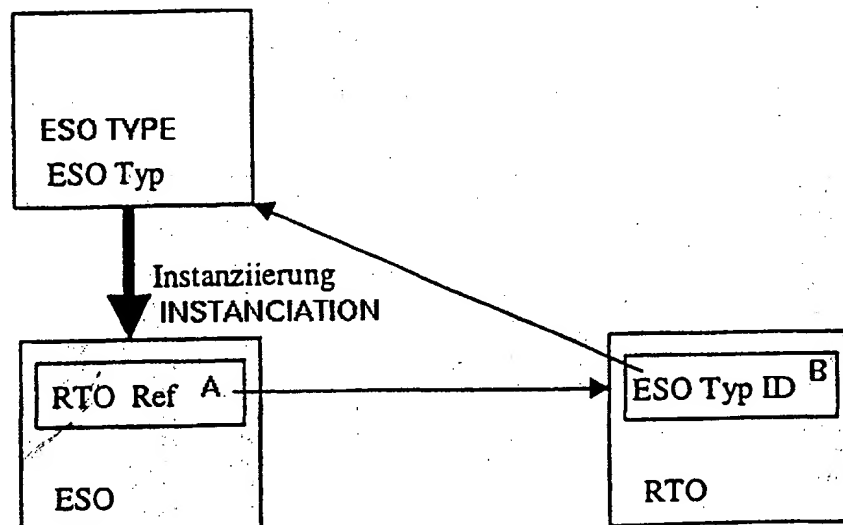 ESO TYPE
ESO Typ
Instanziierung
INSTANCIATION
RTO Ref A
ESO
ESO Typ ID B
RTO